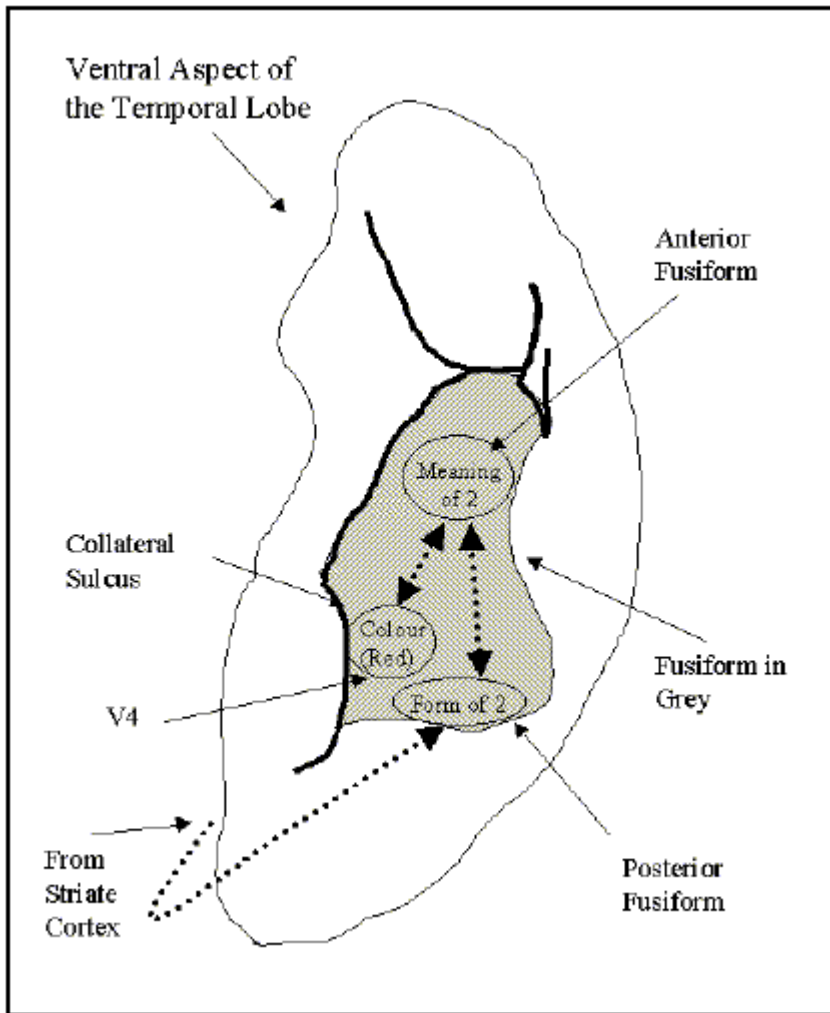 Ventral Aspect of
the Temporal Lobe
Anterior
Fusiform
Meaning
of 2
Collateral
Sulcus
Colour
(Red)
Fusiform in
Grey
V4
Form of 2
From
Striate
Cortex
Posterior
Fusiform